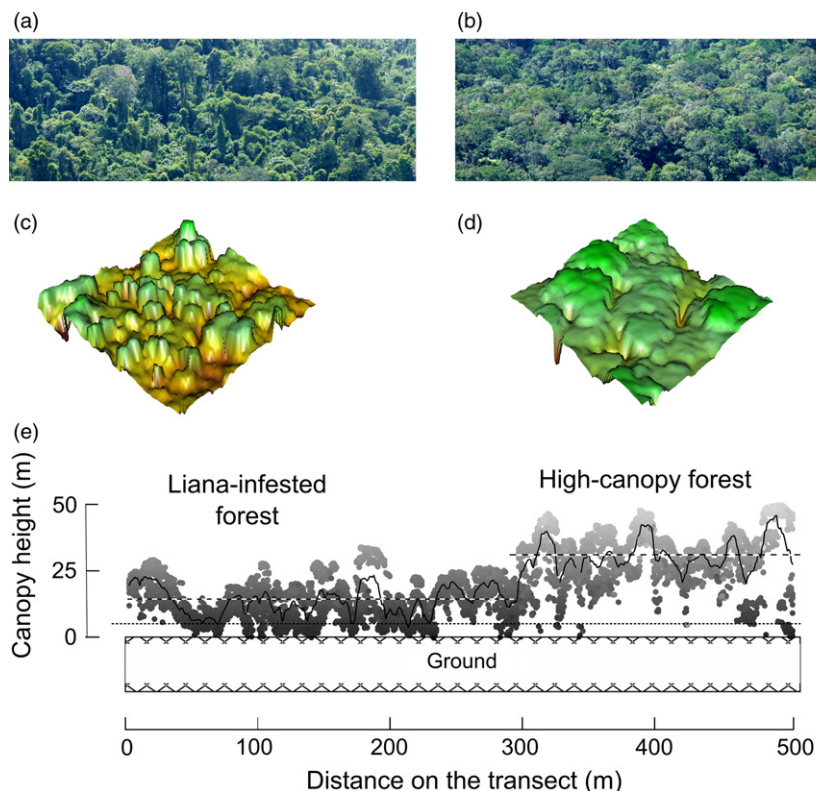 (a)
(b)
(c)
(d)
(e)
Canopy height (m)
50
25
0
Liana-infested
forest
High-canopy forest
Ground
0 100 200 300 400 500
Distance on the transect (m)